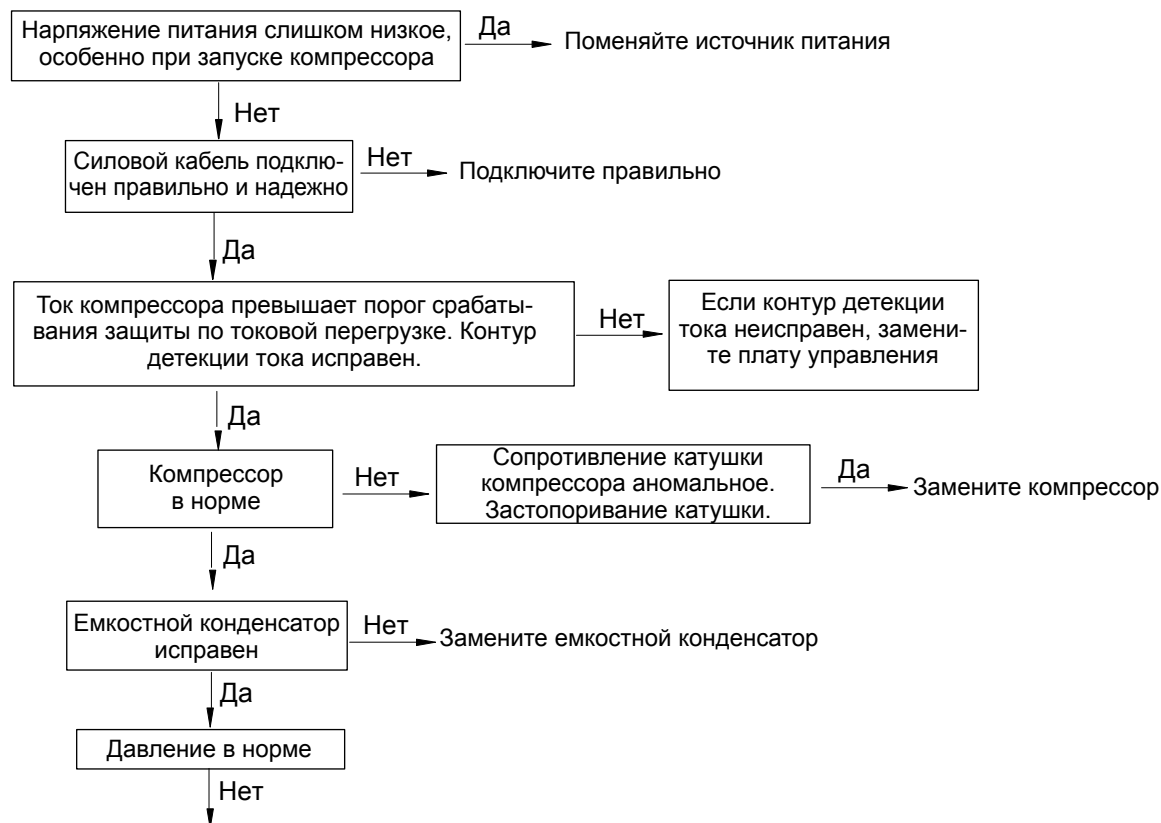 Нарпяжение питания слишком низкое,
особенно при запуске компрессора
Да
Поменяйте источник питания
Нет
Силовой кабель подклю-
чен правильно и надежно
Нет
Подключите правильно
Да
Ток компрессора превышает порог срабаты-
вания защиты по токовой перегрузке. Контур
детекции тока исправен.
Нет
Если контур детекции
тока неисправен, замени-
те плату управления
Да
Компрессор
в норме
Нет
Сопротивление катушки
компрессора аномальное.
Застопоривание катушки.
Да
Замените компрессор
Да
Емкостной конденсатор
исправен
Нет
Замените емкостной конденсатор
Да
Давление в норме
Нет